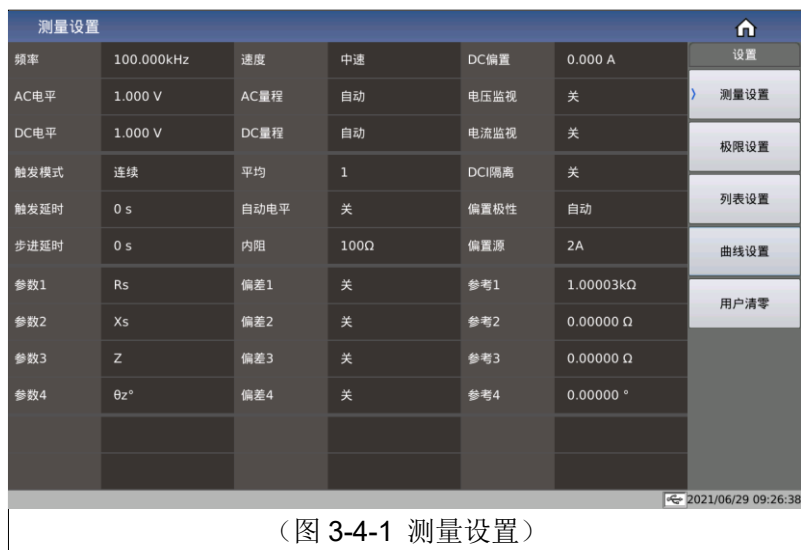 测量设置
频率 100.000kHz 速度 中速 DC偏置 0.000 A
AC电平 1.000 V AC量程 自动 电压监视 关
DC电平 1.000 V DC量程 自动 电流监视 关
触发模式 连续 平均 1 DCI隔离 关
触发延时 0 s 自动电平 关 偏置极性 自动
步进延时 0 s 内阻 100Ω 偏置源 2A
参数1 Rs 偏差1 关 参考1 1.00003kΩ
参数2 Xs 偏差2 关 参考2 0.00000 Ω
参数3 Z 偏差3 关 参考3 0.00000 Ω
参数4 θz° 偏差4 关 参考4 0.00000 °
设置
测量设置
极限设置
列表设置
曲线设置
用户清零
2021/06/29 09:26:38
（图 3-4-1 测量设置）